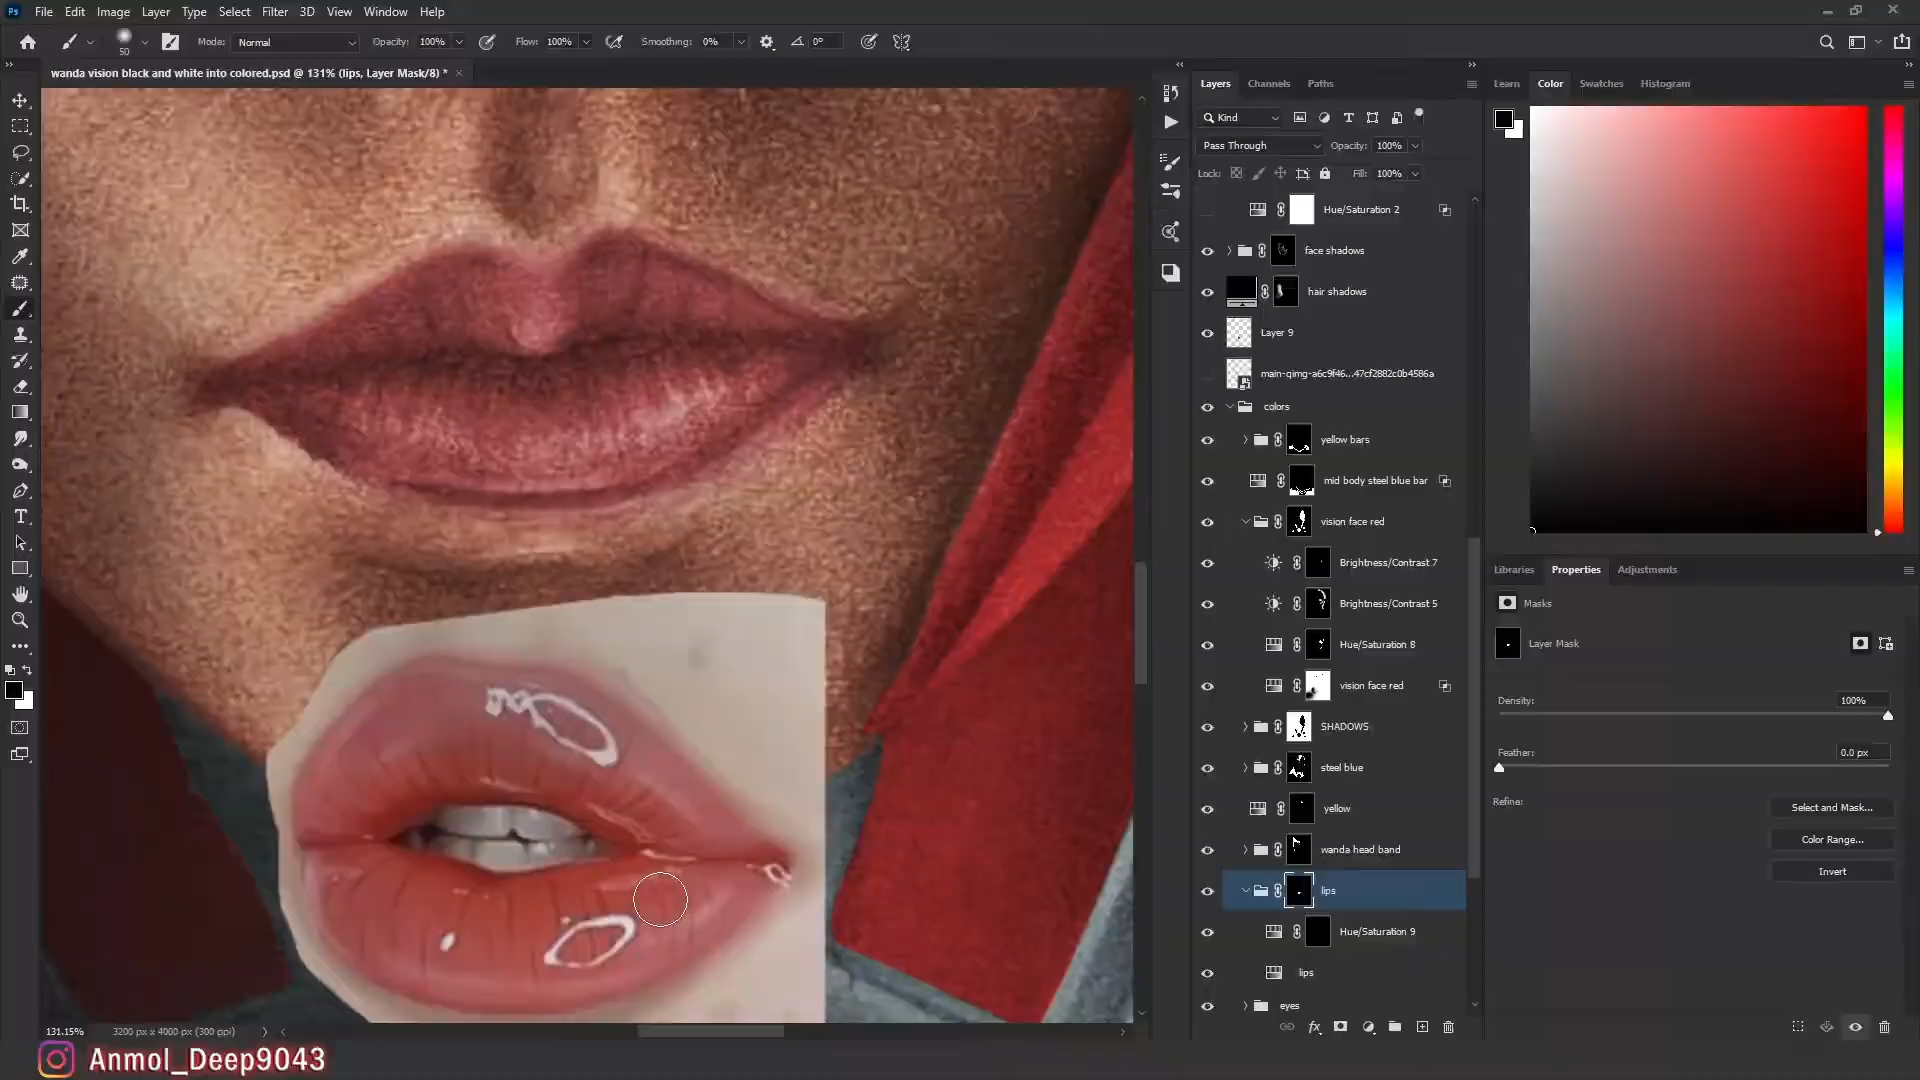 Ps File Edit Image Layer Type Select Filter 3D View Window Help
50 Mode: Normal Opacity: 100% Flow: 100% Smoothing: 0% 0°
wanda vision black and white into colored.psd @ 131% (lips, Layer Mask/8) * ×
Layers Channels Paths
Learn Color Swatches Histogram
Kind
Pass Through Opacity: 100%
Lock: Fill: 100%
Hue/Saturation 2
face shadows
hair shadows
Layer 9
main-qimg-a6c9f46...47cf2882c0b4586a
colors
yellow bars
mid body steel blue bar
vision face red
Brightness/Contrast 7
Brightness/Contrast 5
Hue/Saturation 8
vision face red
SHADOWS
steel blue
yellow
wanda head band
lips
Hue/Saturation 9
lips
eyes
Libraries Properties Adjustments
Masks
Layer Mask
Density: 100%
Feather: 0.0 px
Refine:
Select and Mask...
Color Range...
Invert
131.15% 3200 px x 4000 px (300 ppi)
Anmol_Deep9043